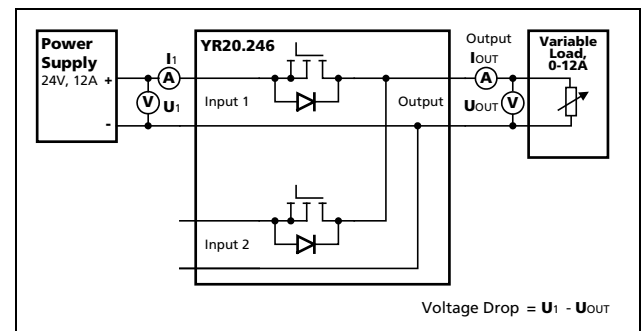 Power
Supply
24V, 12A +
-
I1
A
V U1
YR20.246
Input 1
Output
Input 2
Output
IOUT
A
UOUT V
Variable
Load,
0-12A
Voltage Drop = U1 - UOUT